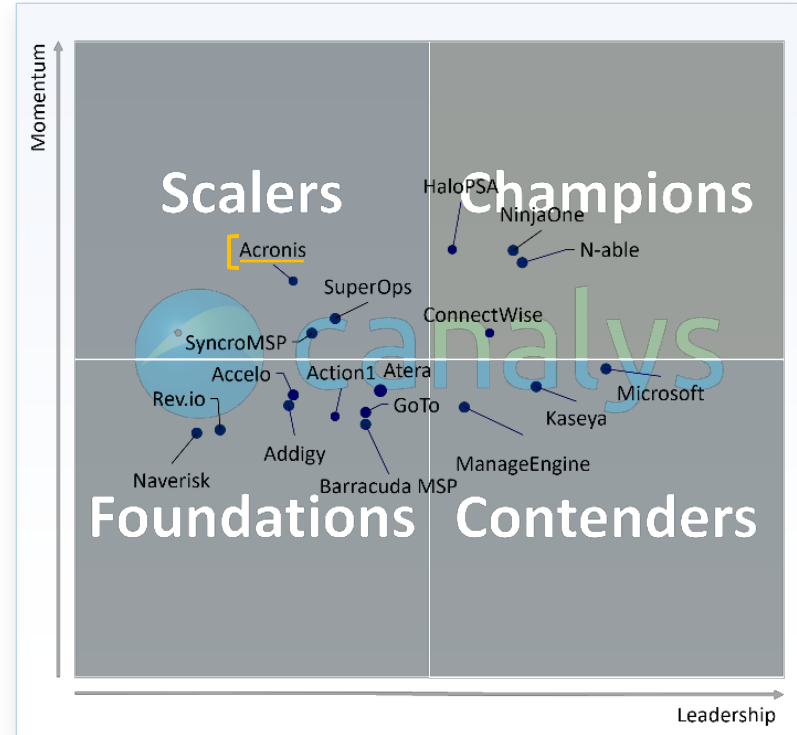 Momentum
Scalers
Champions
HaloPSA
NinjaOne
N-able
Acronis
SuperOps
ConnectWise
SyncroMSP
canalys
Accelo
Action1
Atera
Microsoft
Rev.io
GoTo
Kaseya
Addigy
ManageEngine
Naverisk
Barracuda MSP
Foundations
Contenders
Leadership